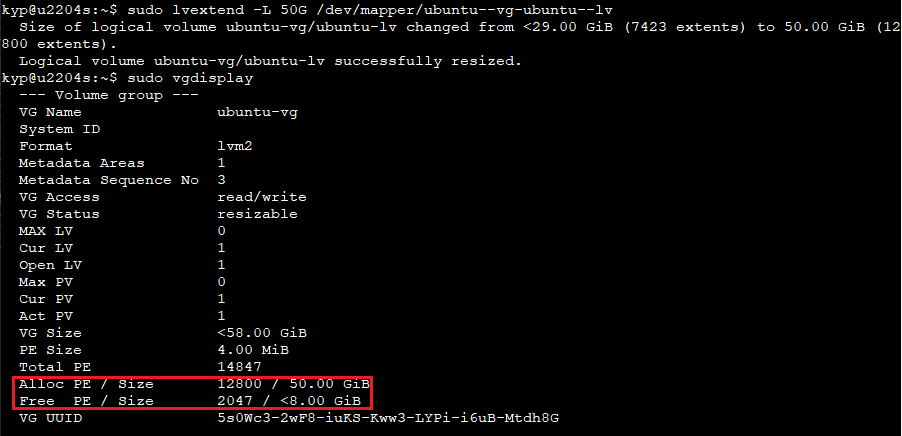 kyp@u2204s:~$ sudo lvextend -L 50G /dev/mapper/ubuntu--vg-ubuntu--lv
  Size of logical volume ubuntu-vg/ubuntu-lv changed from <29.00 GiB (7423 extents) to 50.00 GiB (12
800 extents).
  Logical volume ubuntu-vg/ubuntu-lv successfully resized.
kyp@u2204s:~$ sudo vgdisplay
  --- Volume group ---
  VG Name               ubuntu-vg
  System ID
  Format                lvm2
  Metadata Areas        1
  Metadata Sequence No  3
  VG Access             read/write
  VG Status             resizable
  MAX LV                0
  Cur LV                1
  Open LV               1
  Max PV                0
  Cur PV                1
  Act PV                1
  VG Size               <58.00 GiB
  PE Size               4.00 MiB
  Total PE              14847
  Alloc PE / Size       12800 / 50.00 GiB
  Free  PE / Size       2047 / <8.00 GiB
  VG UUID               5s0Wc3-2wF8-iuKS-Kww3-LYPi-i6uB-Mtdh8G